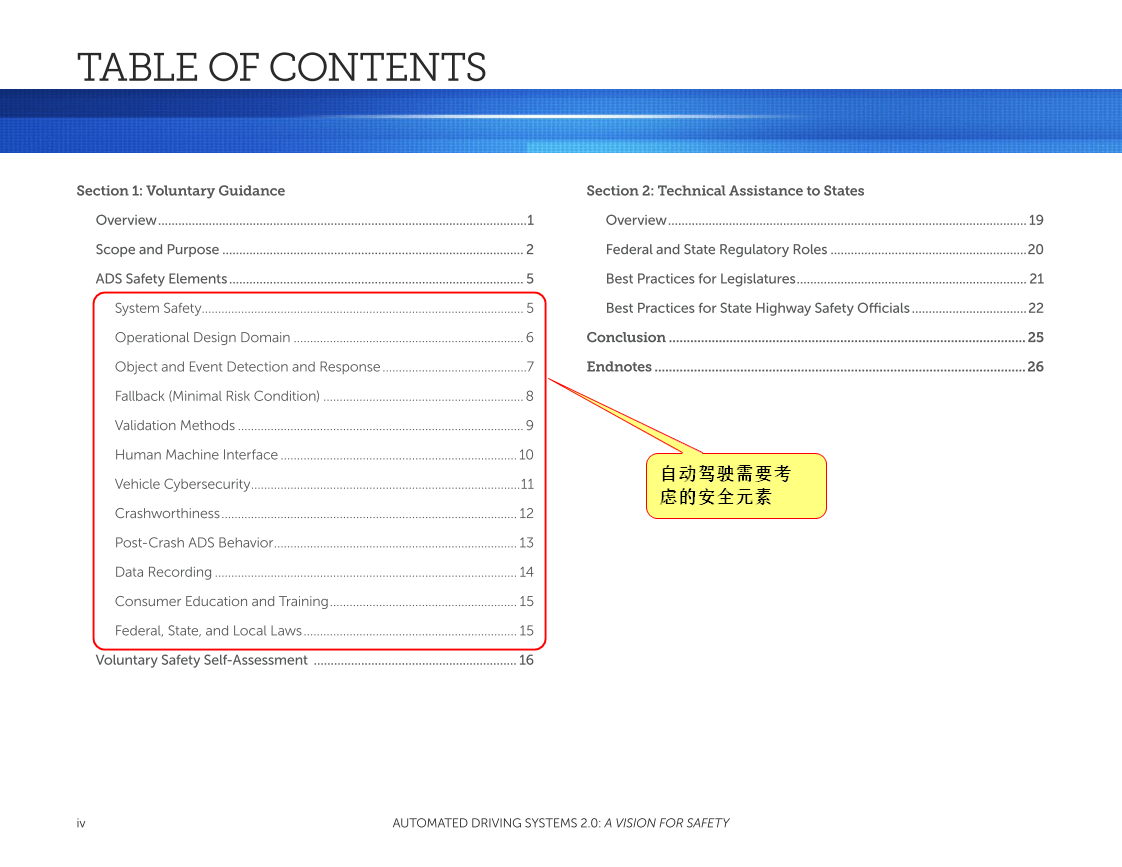 TABLE OF CONTENTS
Section 1: Voluntary Guidance
Overview 1
Scope and Purpose 2
ADS Safety Elements 5
System Safety 5
Operational Design Domain 6
Object and Event Detection and Response 7
Fallback (Minimal Risk Condition) 8
Validation Methods 9
Human Machine Interface 10
Vehicle Cybersecurity 11
Crashworthiness 12
Post-Crash ADS Behavior 13
Data Recording 14
Consumer Education and Training 15
Federal, State, and Local Laws 15
Voluntary Safety Self-Assessment 16
Section 2: Technical Assistance to States
Overview 19
Federal and State Regulatory Roles 20
Best Practices for Legislatures 21
Best Practices for State Highway Safety Officials 22
Conclusion 25
Endnotes 26
自动驾驶需要考
虑的安全元素
iv
AUTOMATED DRIVING SYSTEMS 2.0: A VISION FOR SAFETY